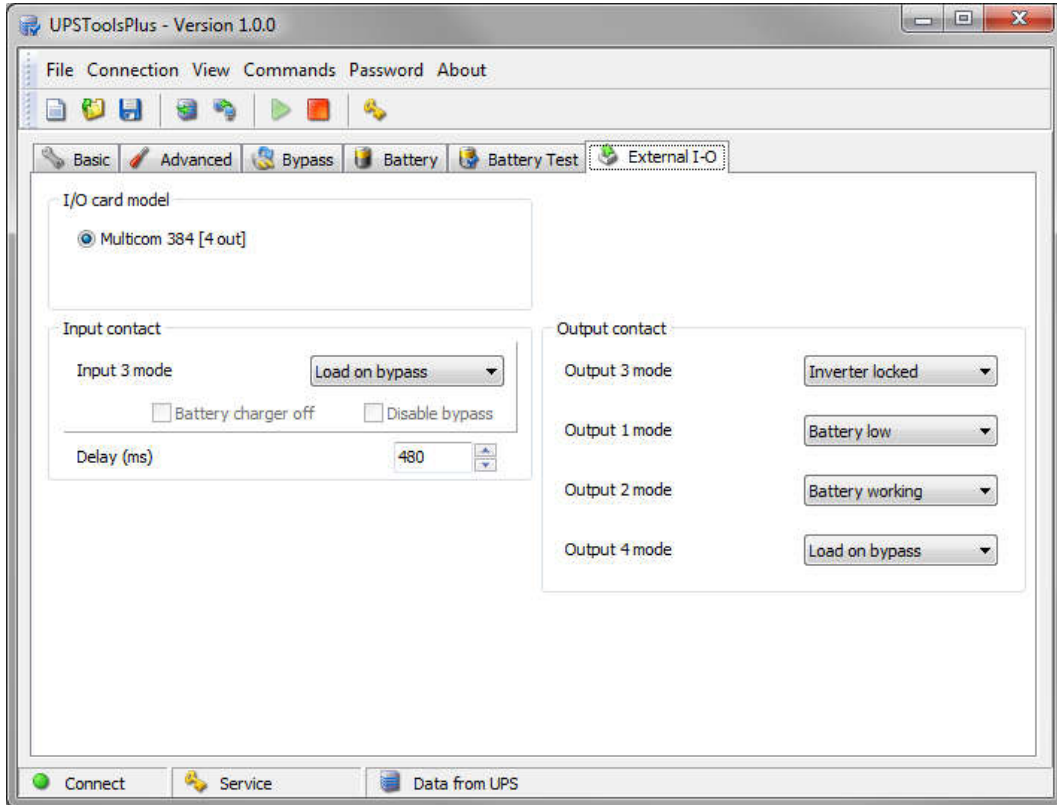 UPSToolsPlus - Version 1.0.0
File Connection View Commands Password About
Basic Advanced Bypass Battery Battery Test External I-O
I/O card model
Multicom 384 [4 out]
Input contact
Input 3 mode Load on bypass
Battery charger off Disable bypass
Delay (ms) 480
Output contact
Output 3 mode Inverter locked
Output 1 mode Battery low
Output 2 mode Battery working
Output 4 mode Load on bypass
Connect Service Data from UPS